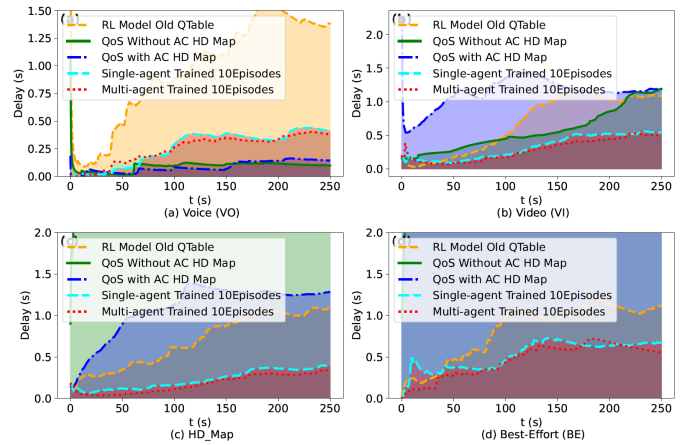 (a)
1.50
1.25
1.00
0.75
0.50
0.25
0.00
Delay (s)
RL Model Old QTable
QoS Without AC HD Map
QoS with AC HD Map
Single-agent Trained 10Episodes
Multi-agent Trained 10Episodes
0 50 100 150 200 250
t (s)
(a) Voice (VO)
(b)
2.0
1.5
1.0
0.5
0.0
Delay (s)
RL Model Old QTable
QoS Without AC HD Map
QoS with AC HD Map
Single-agent Trained 10Episodes
Multi-agent Trained 10Episodes
0 50 100 150 200 250
t (s)
(b) Video (VI)
2.0
1.5
1.0
0.5
0.0
Delay (s)
RL Model Old QTable
QoS Without AC HD Map
QoS with AC HD Map
Single-agent Trained 10Episodes
Multi-agent Trained 10Episodes
0 50 100 150 200 250
t (s)
(c) HD_Map
2.0
1.5
1.0
0.5
0.0
Delay (s)
RL Model Old QTable
QoS Without AC HD Map
QoS with AC HD Map
Single-agent Trained 10Episodes
Multi-agent Trained 10Episodes
0 50 100 150 200 250
t (s)
(d) Best-Effort (BE)